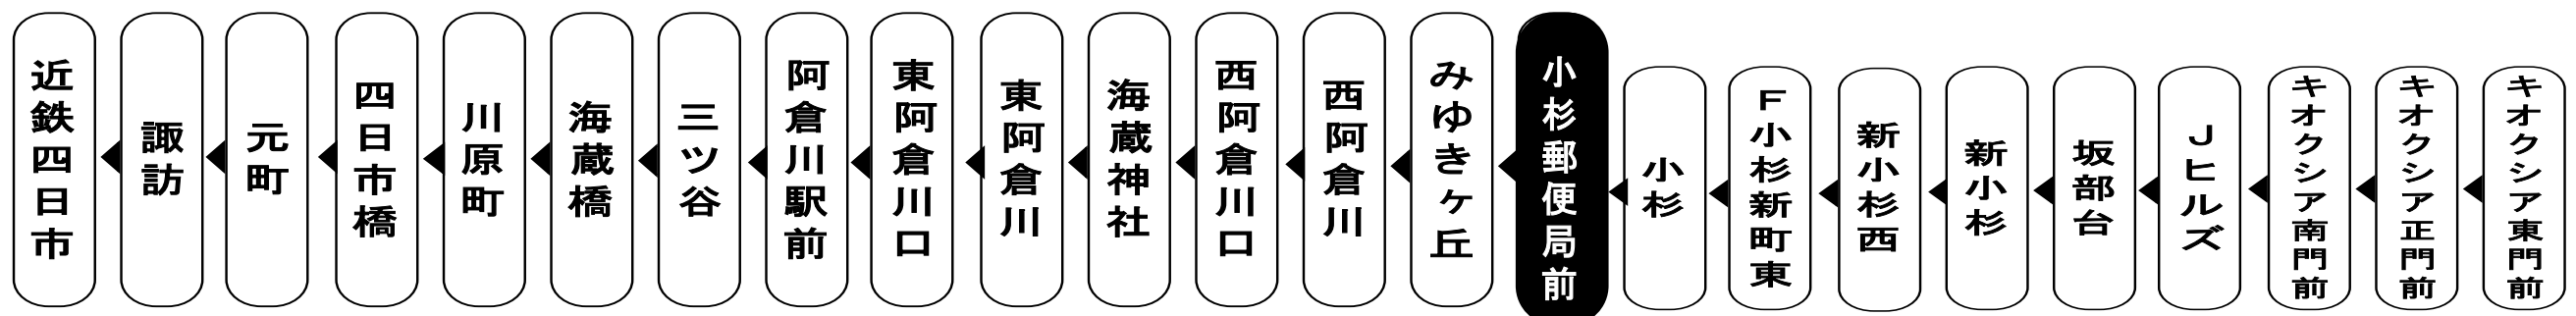 キオクシア東門前
キオクシア正門前
キオクシア南門前
Jヒルズ
坂部台
新小杉
新小杉西
F小杉新町東
小杉
小杉郵便局前
みゆきヶ丘
西阿倉川
西阿倉川口
海蔵神社
東阿倉川
東阿倉川口
阿倉川駅前
三ツ谷
海蔵橋
川原町
四日市橋
元町
諏訪
近鉄四日市